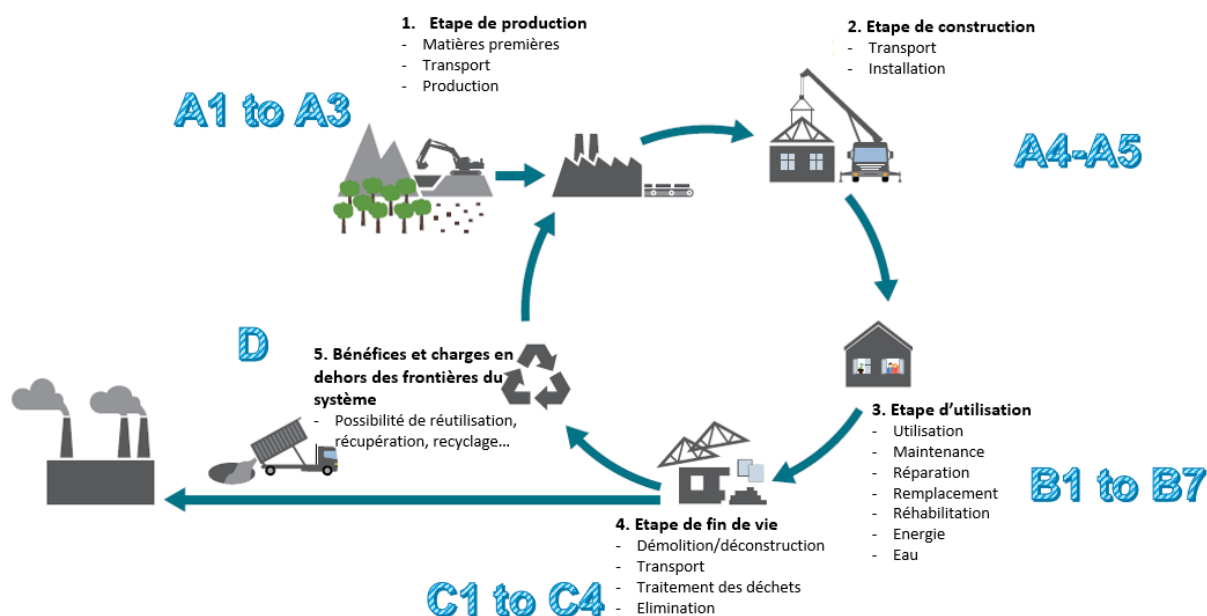 1. Etape de production
- Matières premières
- Transport
- Production
A1 to A3
2. Etape de construction
- Transport
- Installation
A4-A5
3. Etape d'utilisation
- Utilisation
- Maintenance
- Réparation
- Remplacement
- Réhabilitation
- Energie
- Eau
B1 to B7
4. Etape de fin de vie
- Démolition/déconstruction
- Transport
- Traitement des déchets
- Elimination
C1 to C4
D
5. Bénéfices et charges en
dehors des frontières du
système
- Possibilité de réutilisation,
récupération, recyclage...